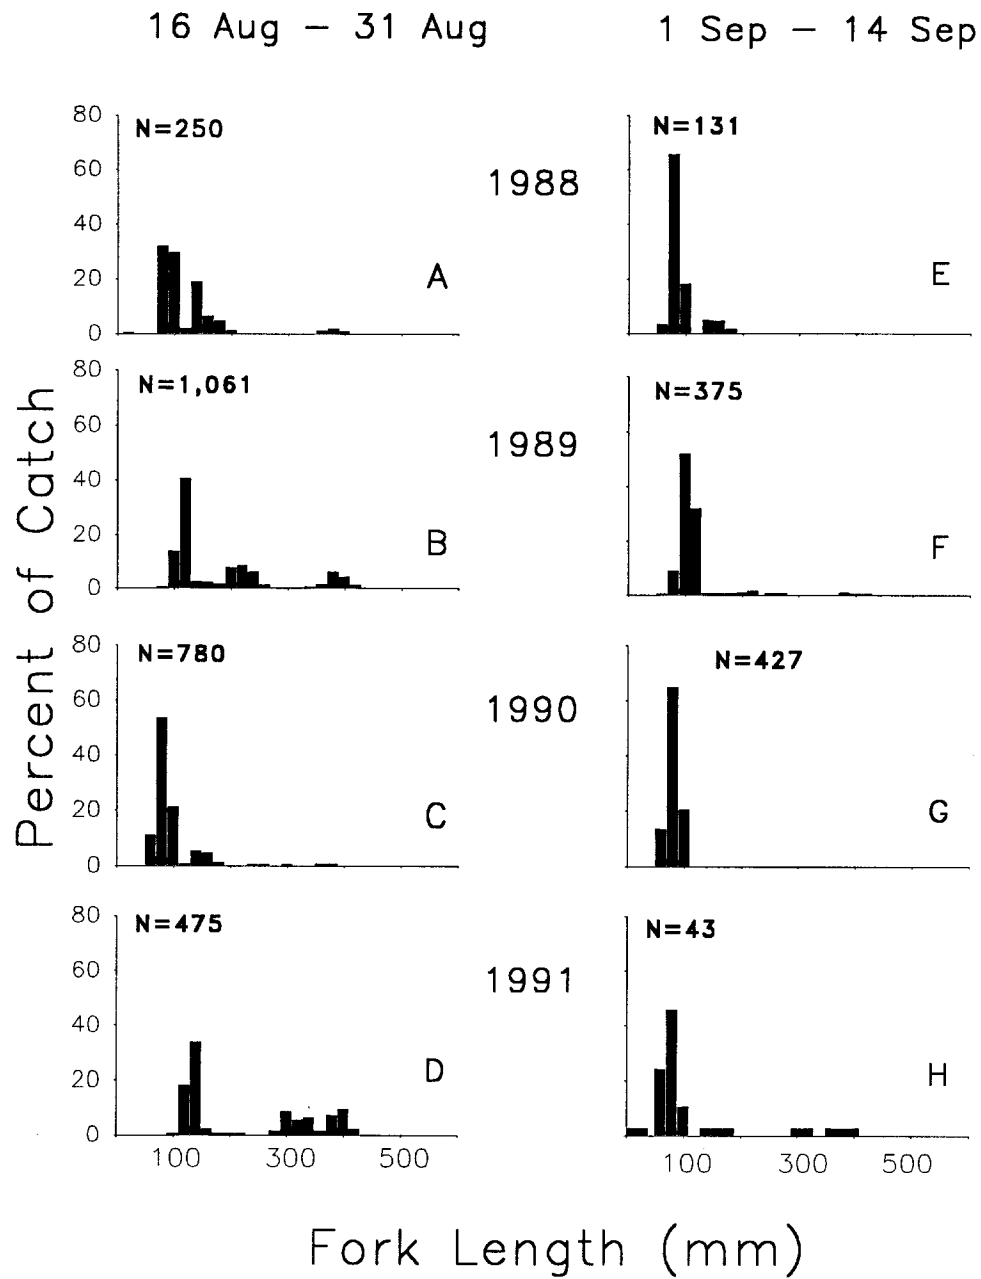 16 Aug – 31 Aug
1 Sep – 14 Sep
Percent of Catch
80
60
40
20
0
N=250
A
1988
N=131
E
80
60
40
20
0
N=1,061
B
1989
N=375
F
80
60
40
20
0
N=780
C
1990
N=427
G
80
60
40
20
0
N=475
D
1991
N=43
H
100 300 500
100 300 500
Fork Length (mm)